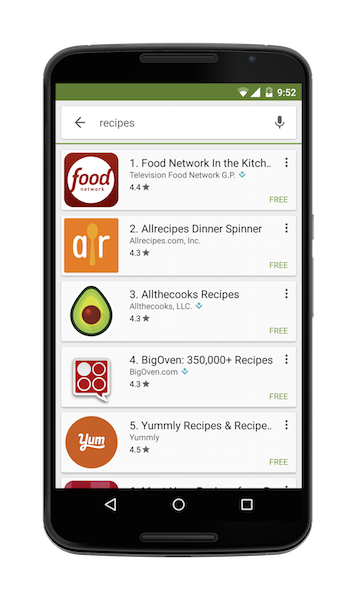 9:52
recipes
food
network
1. Food Network In the Kitch..
Television Food Network G.P.
4.4
FREE
air
2. Allrecipes Dinner Spinner
Allrecipes.com, Inc.
4.3
FREE
3. Allthecooks Recipes
Allthecooks, LLC.
4.3
FREE
4. BigOven: 350,000+ Recipes
BigOven.com
4.3
FREE
Yum
5. Yummly Recipes & Recipe..
Yummly
4.5
FREE